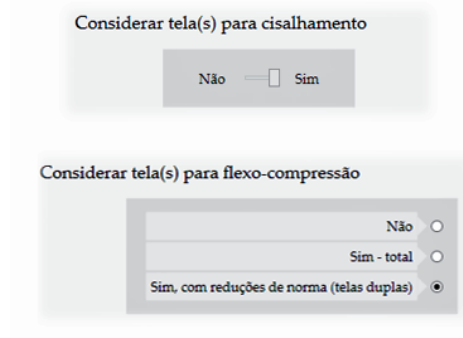 Considerar tela(s) para cisalhamento
Não Sim
Considerar tela(s) para flexo-compressão
Não
Sim - total
Sim, com reduções de norma (telas duplas)